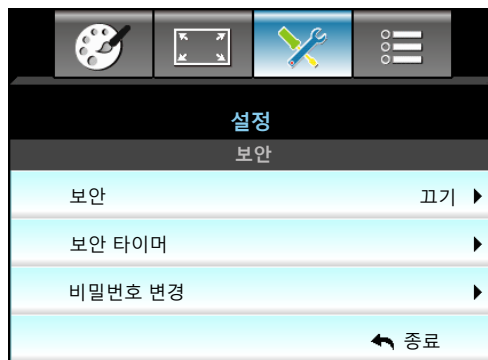 설정
보안
보안 끄기
보안 타이머
비밀번호 변경
종료